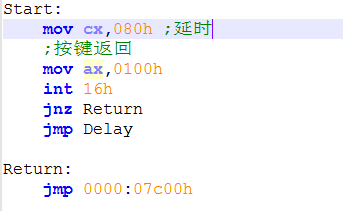 Start:
mov cx,080h ;延时
;按键返回
mov ax,0100h
int 16h
jnz Return
jmp Delay
Return:
jmp 0000:07c00h